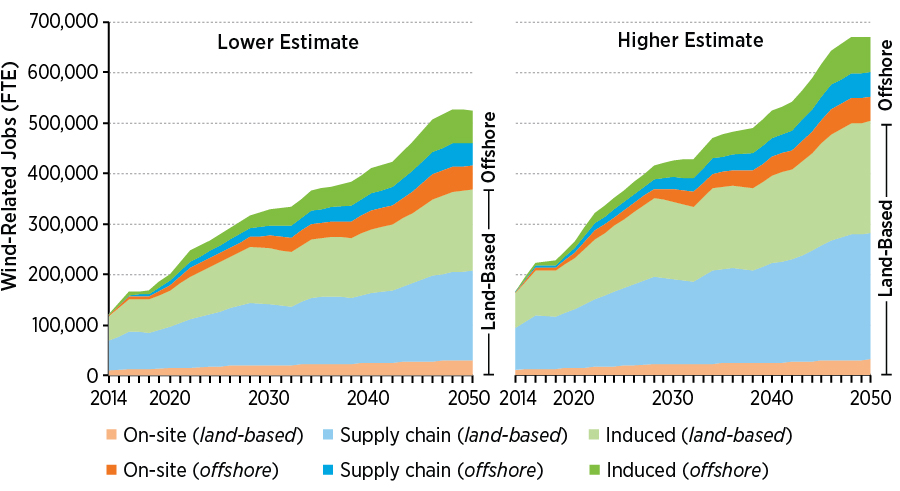 Wind-Related Jobs (FTE)
700,000
600,000
500,000
400,000
300,000
200,000
100,000
0
Lower Estimate
2014 2020 2030 2040 2050
Land-Based Offshore
Higher Estimate
2014 2020 2030 2040 2050
Land-Based Offshore
On-site (land-based) Supply chain (land-based) Induced (land-based)
On-site (offshore) Supply chain (offshore) Induced (offshore)